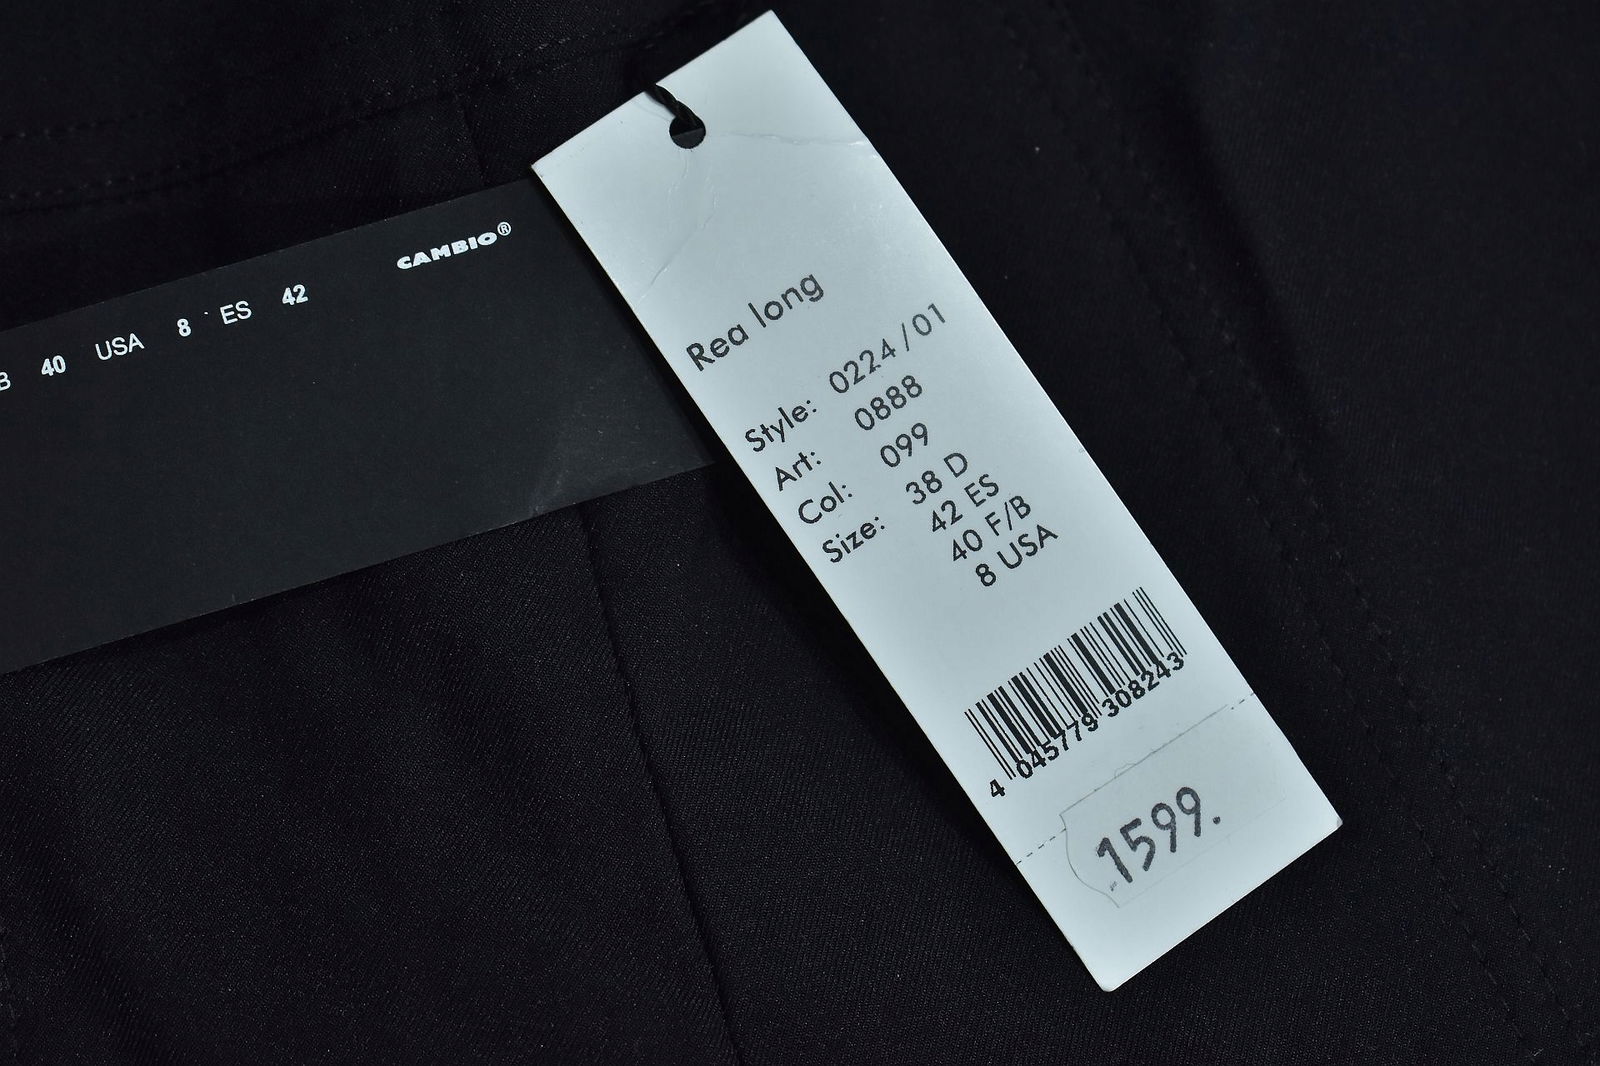 CAMBIO®
B 40 USA 8 ES 42
Rea long
Style: 0224/01
Art: 0888
Col: 099
Size: 38 D
42 ES
40 F/B
8 USA
4 045779 308243
1599.